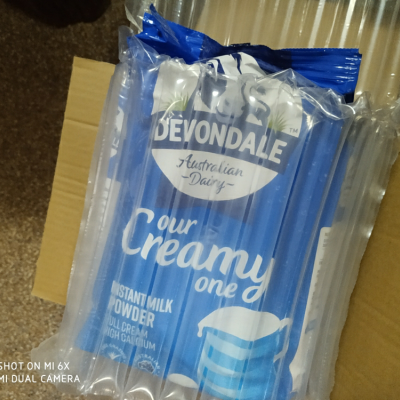 DEVONDALE
™
Australian
-Dairy-
our
Creamy
one
INSTANT MILK
POWDER
FULL CREAM
HIGH CALCIUM
SHOT ON MI 6X
MI DUAL CAMERA